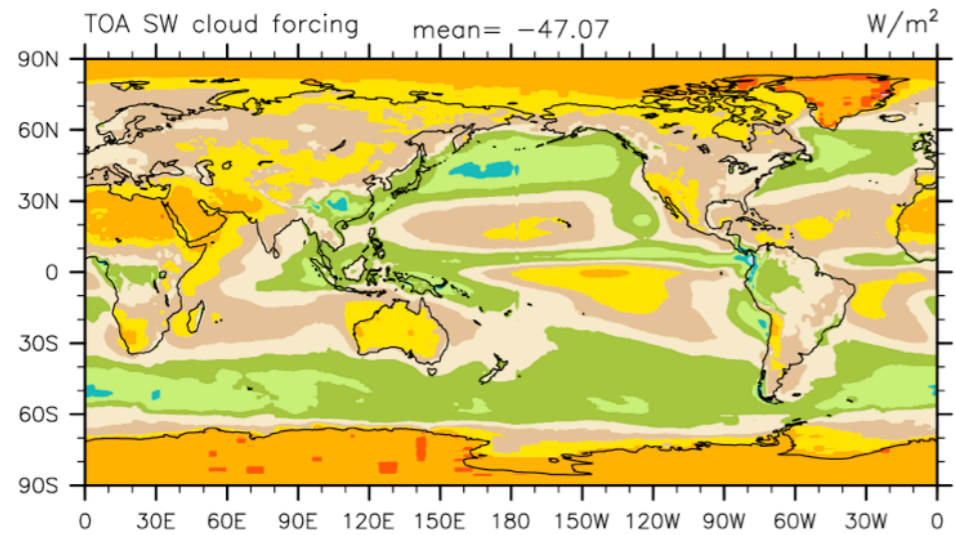 TOA SW cloud forcing mean= −47.07 W/m²
90N
60N
30N
0
30S
60S
90S
0 30E 60E 90E 120E 150E 180 150W 120W 90W 60W 30W 0